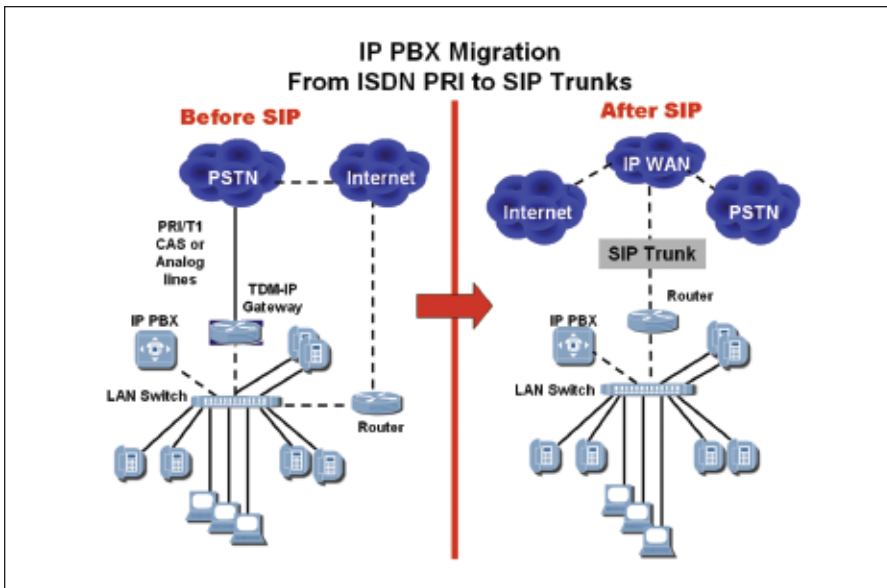 IP PBX Migration
From ISDN PRI to SIP Trunks
Before SIP
PSTN
Internet
PRI/T1
CAS or
Analog
lines
TDM-IP
Gateway
IP PBX
LAN Switch
Router
After SIP
IP WAN
Internet
PSTN
SIP Trunk
Router
IP PBX
LAN Switch